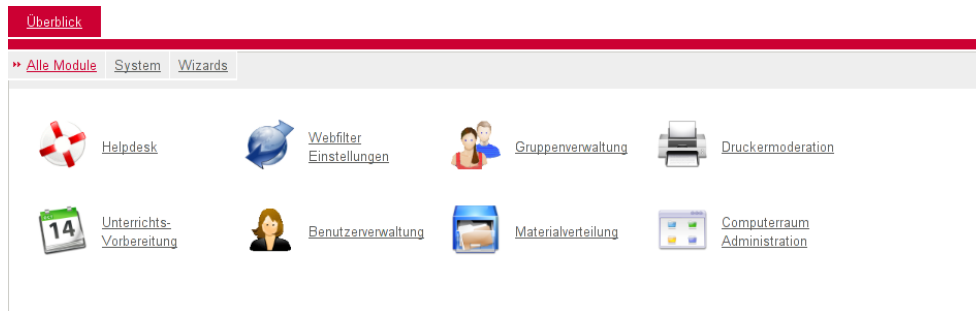 Überblick
Alle Module System Wizards
Helpdesk
Webfilter
Einstellungen
Gruppenverwaltung
Druckermoderation
14
Unterrichts-
Vorbereitung
Benutzerverwaltung
Materialverteilung
Computerraum
Administration